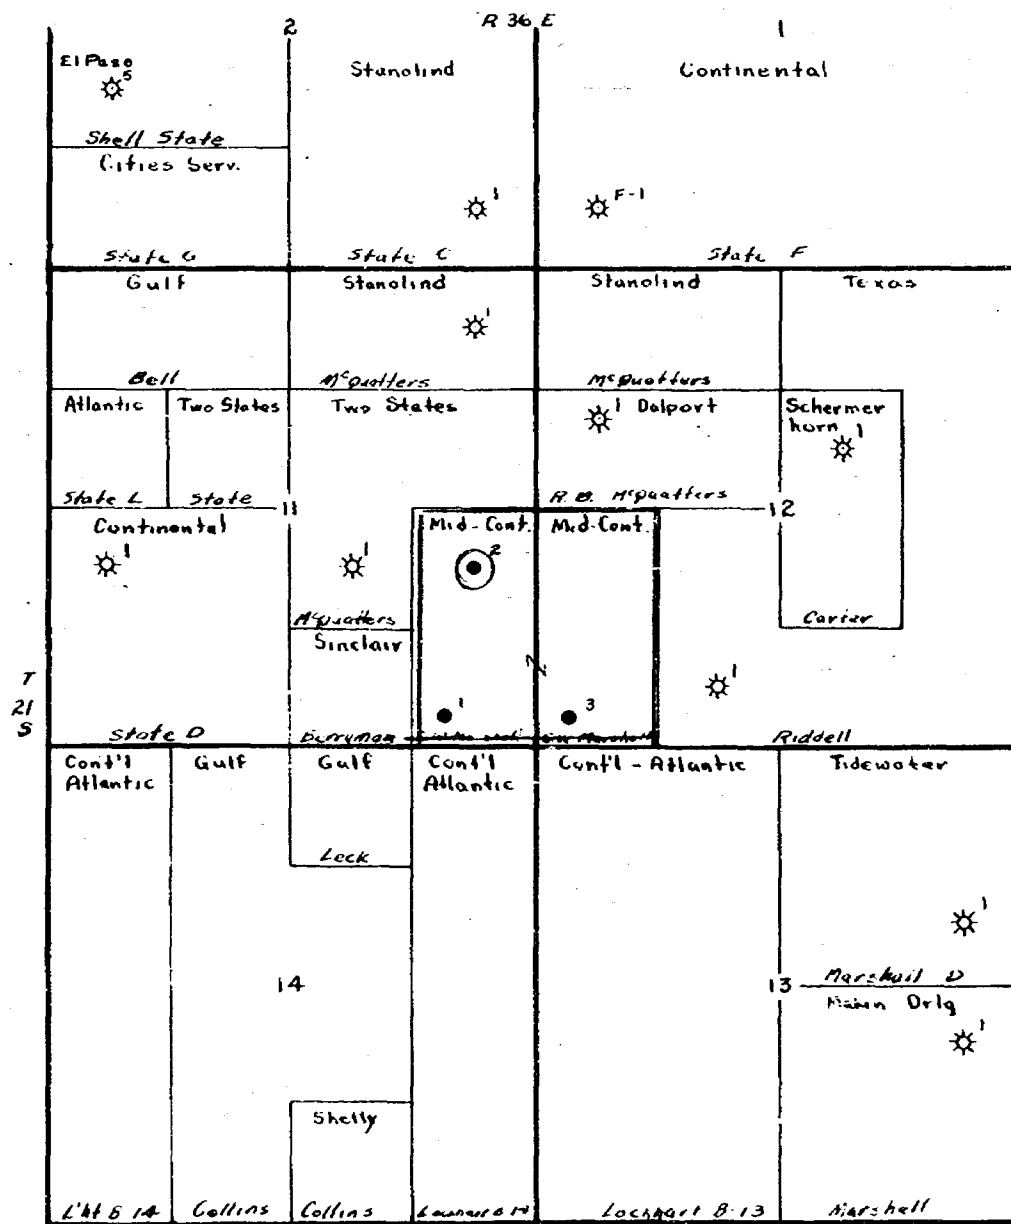 R 36 E
2
1
El Paso
5
Stanolind
Continental
Shell State
Cities Serv.
1
F-1
State G
State C
State F
Gulf
Stanolind
Stanolind
Texas
1
Bell
McQuatters
McQuatters
Atlantic
Two States
Two States
1 Dalport
Schermer
horn
1
State L
State
11
R. B. McQuatters
12
Continental
Mid-Cont.
Mid-Cont.
1
1
2
McQuatters
Carter
Sinclair
T
21
S
1
1
3
State D
Berryman
Riddell
Cont'l
Atlantic
Gulf
Gulf
Cont'l
Atlantic
Cont'l - Atlantic
Tidewater
Leck
1
14
13
Marshall D
Drlg
1
Shelly
Collins
Collins
Lockhart B-13
Marshall